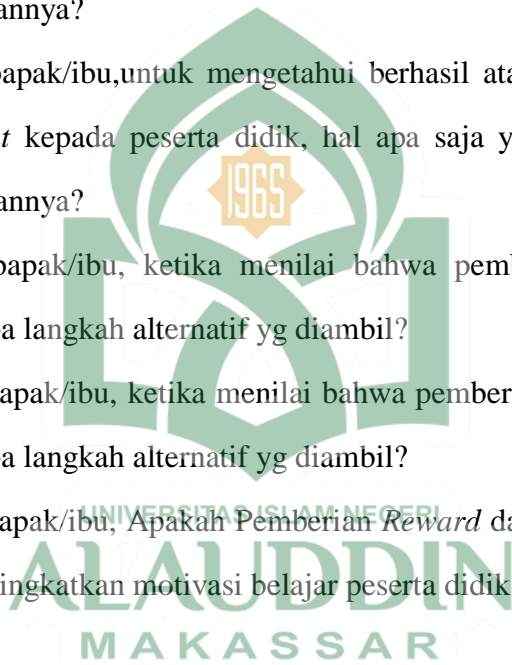 annya?
apak/ibu,untuk mengetahui berhasil ata
t kepada peserta didik, hal apa saja y
annya?
1965
bapak/ibu, ketika menilai bahwa pemb
a langkah alternatif yg diambil?
apak/ibu, ketika menilai bahwa pember
a langkah alternatif yg diambil?
UNIVERSITAS ISLAM NEGERI
apak/ibu, Apakah Pemberian Reward da
ALAUDDIN
ingkatkan motivasi belajar peserta didik
MAKASSAR